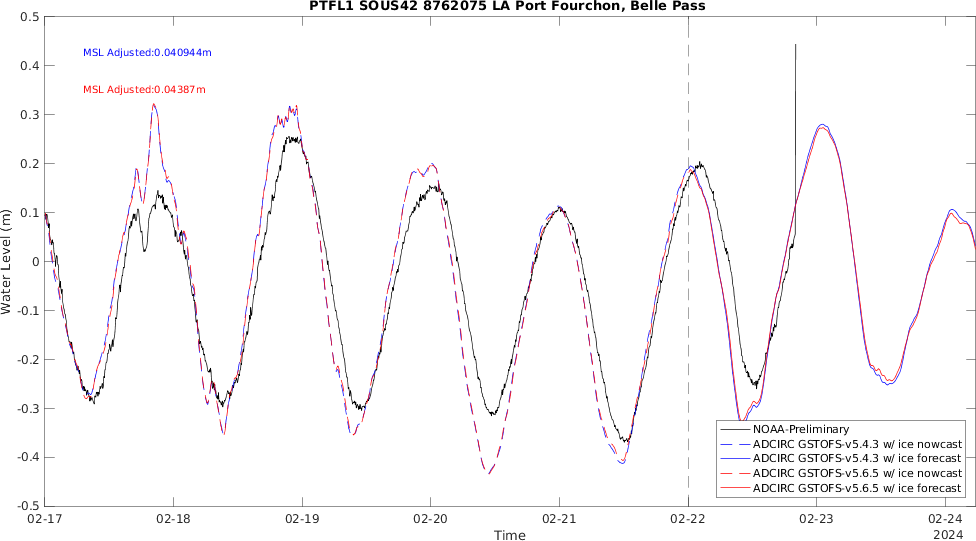 PTFL1 SOUS42 8762075 LA Port Fourchon, Belle Pass
0.5
MSL Adjusted:0.040944m
0.4
MSL Adjusted:0.04387m
0.3
0.2
0.1
0
-0.1
-0.2
-0.3
-0.4
-0.5
Water Level (m)
NOAA-Preliminary
ADCIRC GSTOFS-v5.4.3 w/ ice nowcast
ADCIRC GSTOFS-v5.4.3 w/ ice forecast
ADCIRC GSTOFS-v5.6.5 w/ ice nowcast
ADCIRC GSTOFS-v5.6.5 w/ ice forecast
02-17 02-18 02-19 02-20 02-21 02-22 02-23 02-24
Time
2024